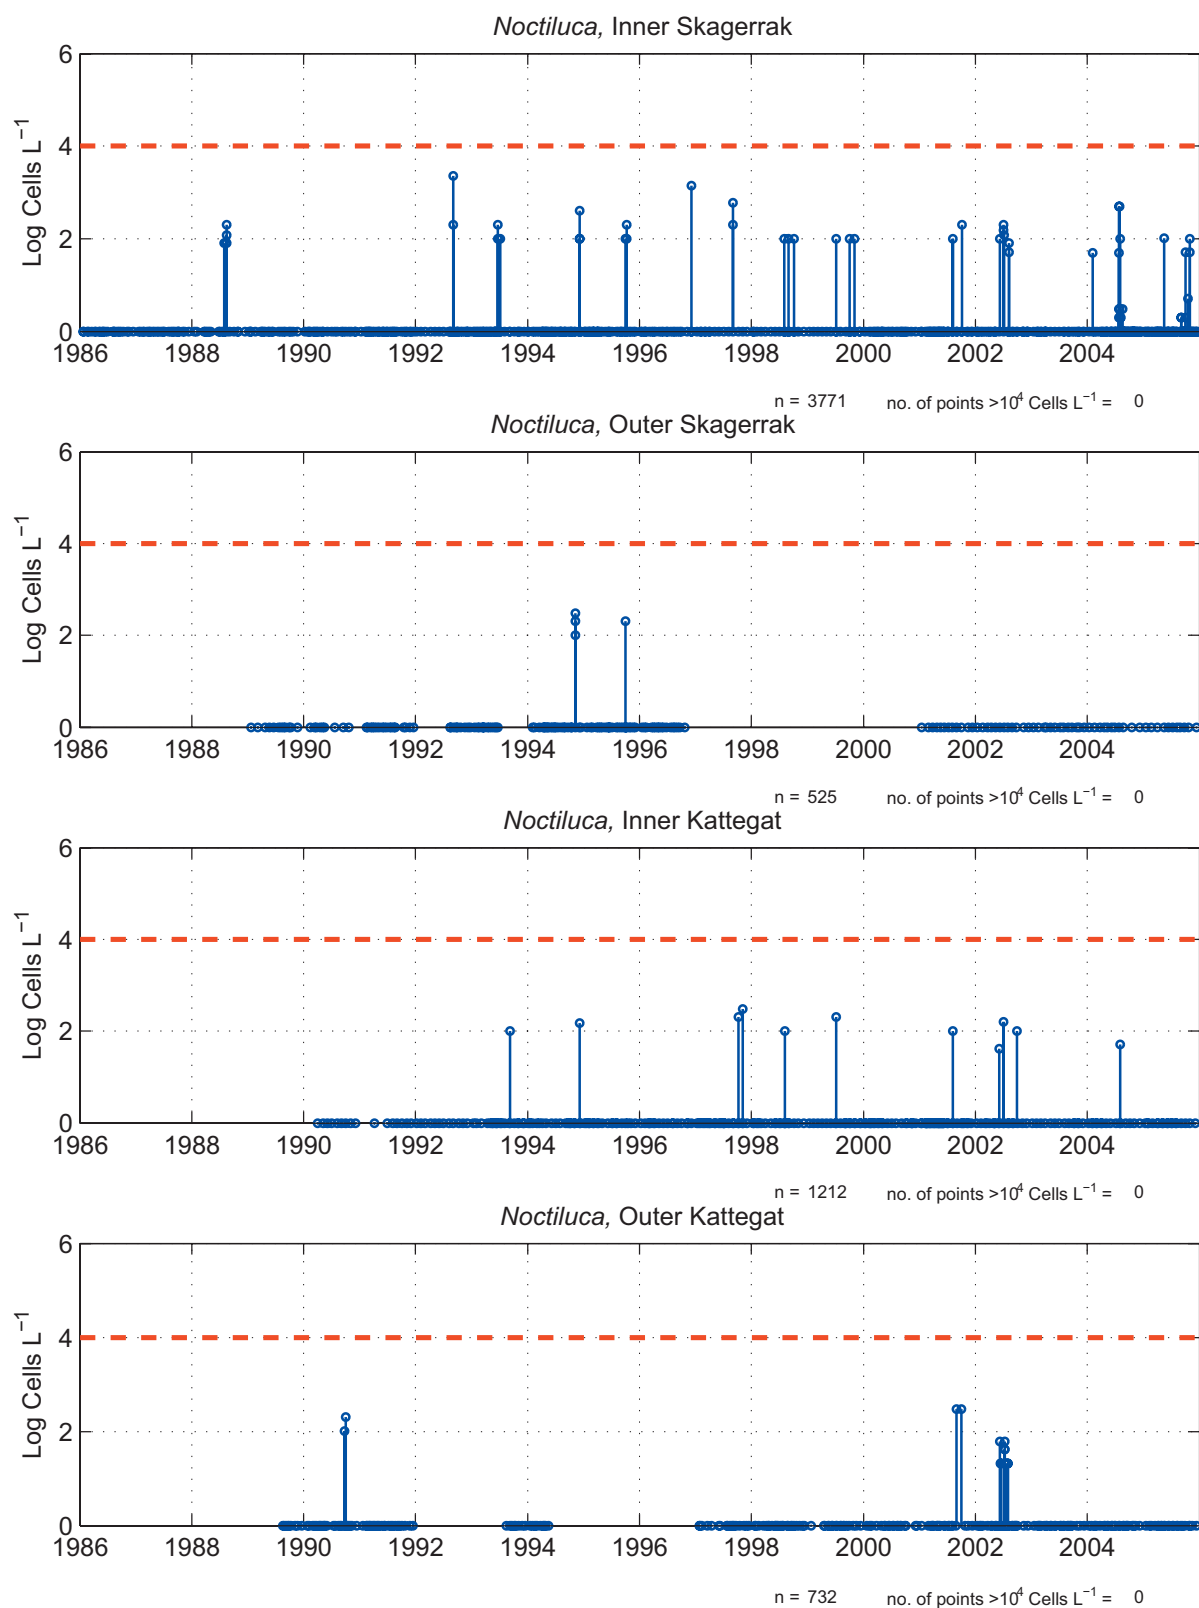 Noctiluca, Inner Skagerrak
6
4
2
0
Log Cells L⁻¹
1986 1988 1990 1992 1994 1996 1998 2000 2002 2004
n = 3771 no. of points >10⁴ Cells L⁻¹ = 0
Noctiluca, Outer Skagerrak
6
4
2
0
Log Cells L⁻¹
1986 1988 1990 1992 1994 1996 1998 2000 2002 2004
n = 525 no. of points >10⁴ Cells L⁻¹ = 0
Noctiluca, Inner Kattegat
6
4
2
0
Log Cells L⁻¹
1986 1988 1990 1992 1994 1996 1998 2000 2002 2004
n = 1212 no. of points >10⁴ Cells L⁻¹ = 0
Noctiluca, Outer Kattegat
6
4
2
0
Log Cells L⁻¹
1986 1988 1990 1992 1994 1996 1998 2000 2002 2004
n = 732 no. of points >10⁴ Cells L⁻¹ = 0